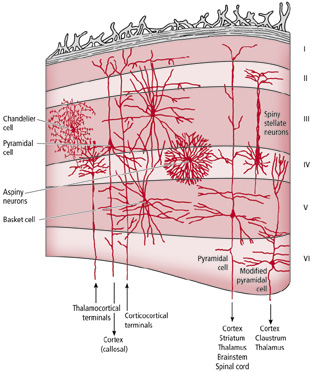 I
II
Chandelier
cell
III
Spiny
stellate
neurons
Pyramidal
cell
IV
Aspiny
neurons
Basket cell
V
Pyramidal
cell
Modified
pyramidal
cell
VI
Thalamocortical
terminals
Corticocortical
terminals
Cortex
(callosal)
Cortex
Striatum
Thalamus
Brainstem
Spinal cord
Cortex
Claustrum
Thalamus